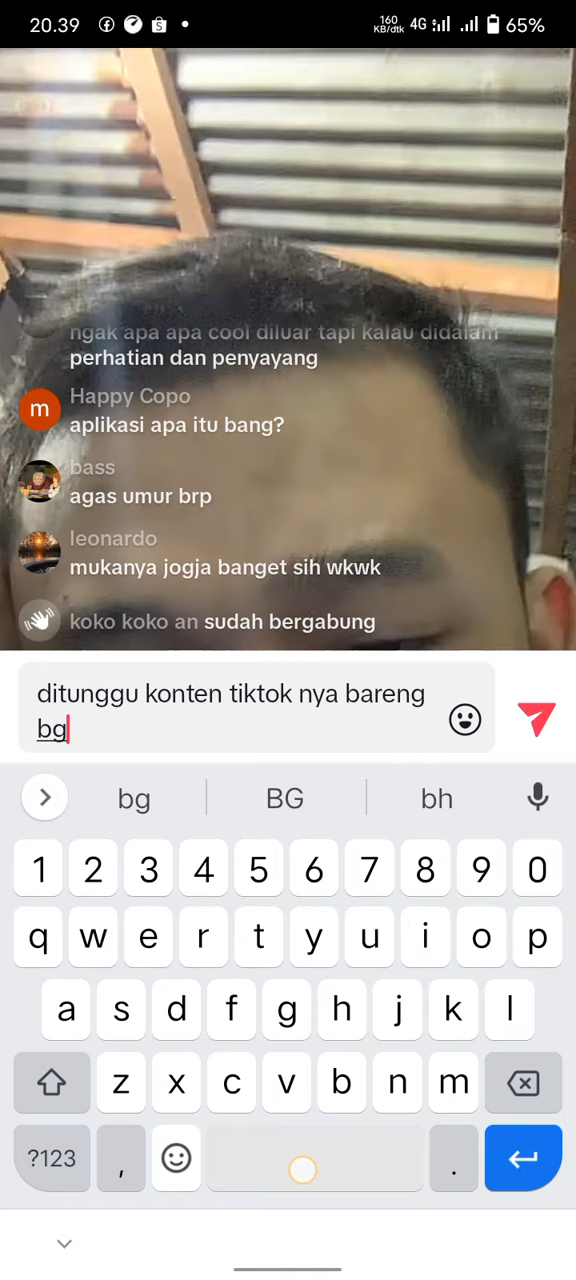 20.39
160
KB/dtk
4G
65%
ngak apa apa cool diluar tapi kalau didalam
perhatian dan penyayang
Happy Copo
m
aplikasi apa itu bang?
bass
agas umur brp
leonardo
mukanya jogja banget sih wkwk
koko koko an sudah bergabung
ditunggu konten tiktok nya bareng
bg
bg BG bh
1 2 3 4 5 6 7 8 9 0
q w e r t y u i o p
a s d f g h j k l
z x c v b n m
?123 , .